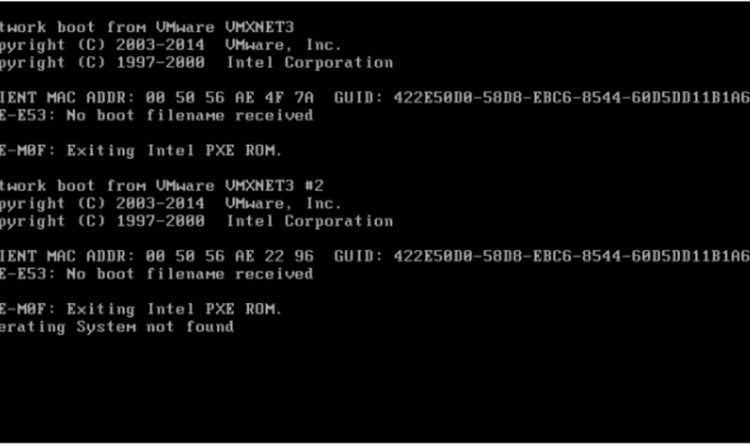 twork boot from VMware VMXNET3
pyright (C) 2003-2014  VMware, Inc.
pyright (C) 1997-2000  Intel Corporation
IENT MAC ADDR: 00 50 56 AE 4F 7A  GUID: 422E50D0-58D8-EBC6-8544-60D5DD11B1A6
E-E53: No boot filename received
E-M0F: Exiting Intel PXE ROM.
twork boot from VMware VMXNET3 #2
pyright (C) 2003-2014  VMware, Inc.
pyright (C) 1997-2000  Intel Corporation
IENT MAC ADDR: 00 50 56 AE 22 96  GUID: 422E50D0-58D8-EBC6-8544-60D5DD11B1A6
E-E53: No boot filename received
E-M0F: Exiting Intel PXE ROM.
erating System not found